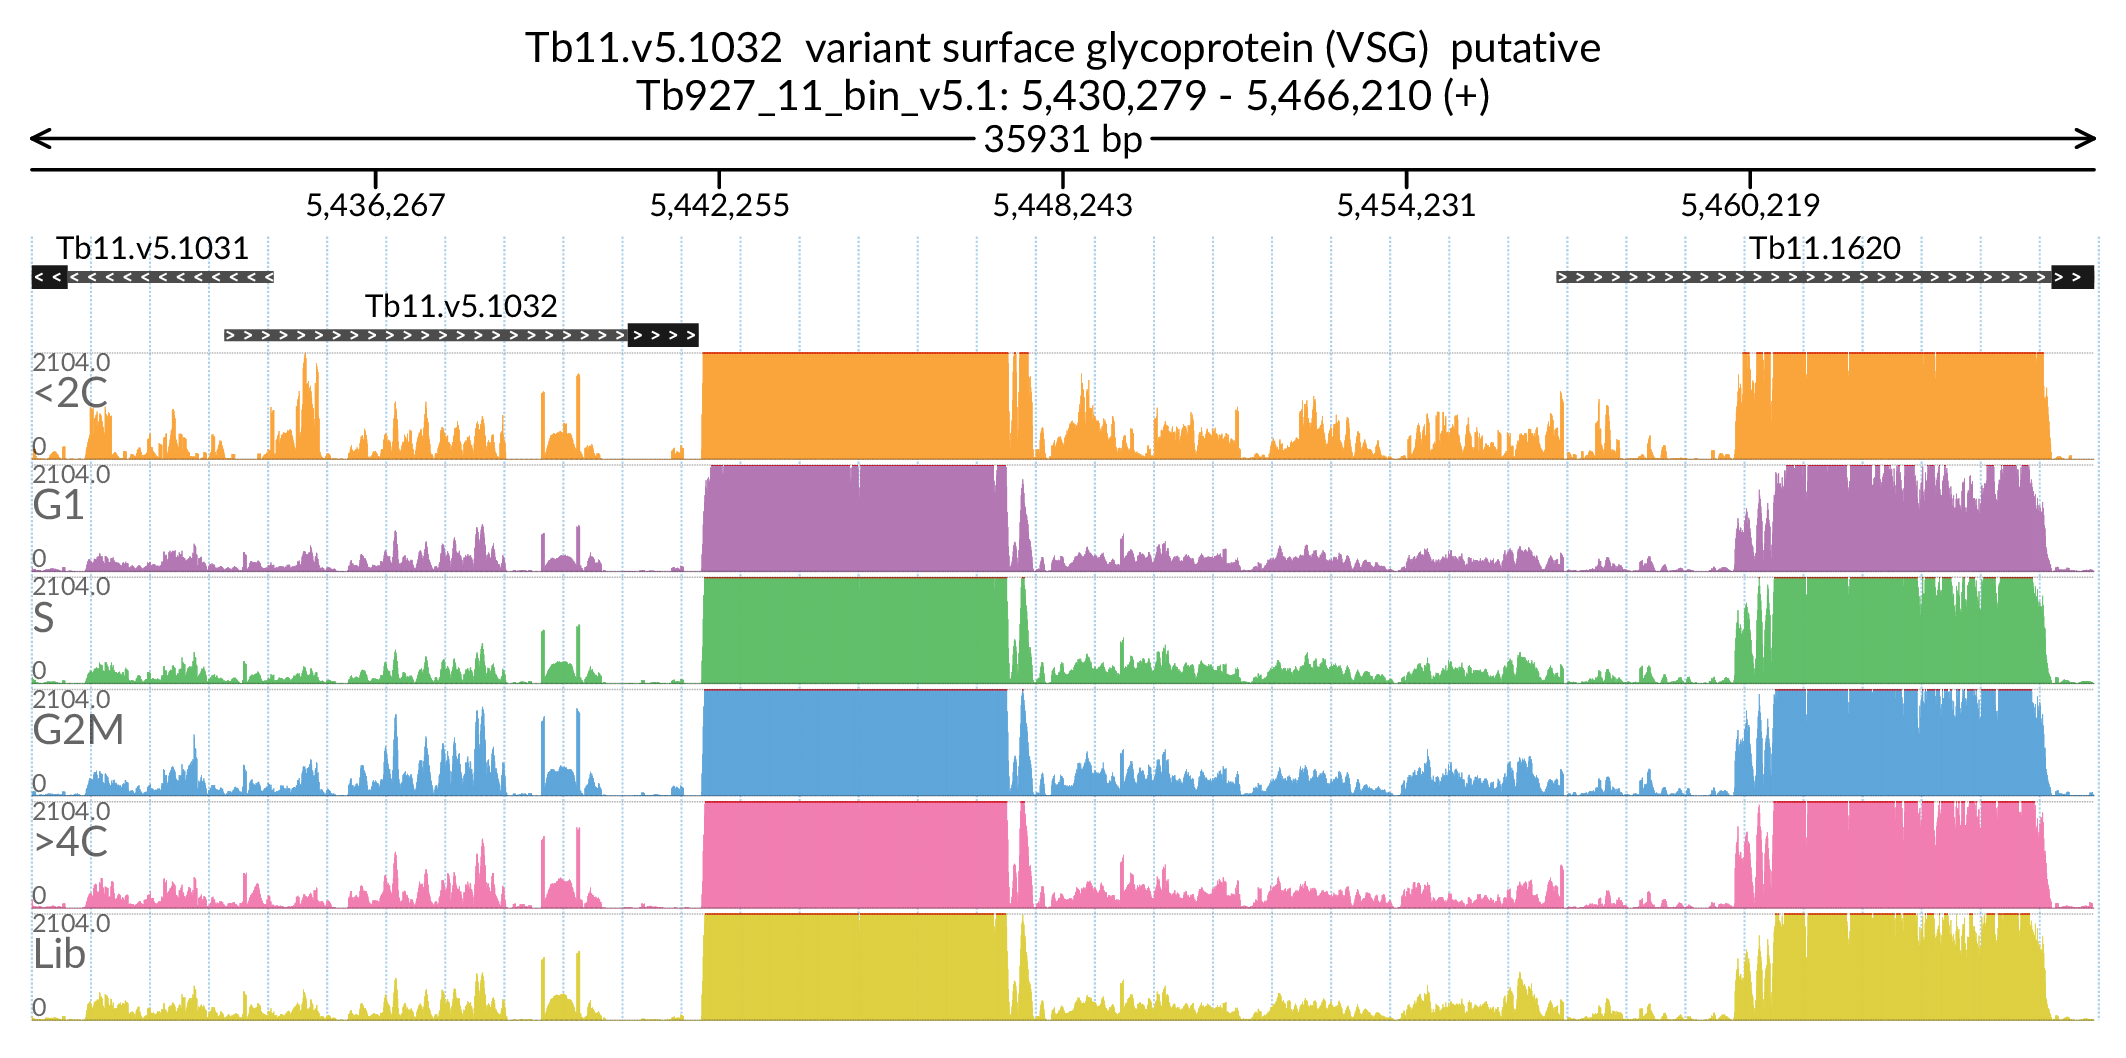 Tb11.v5.1032  variant surface glycoprotein (VSG)  putative
Tb927_11_bin_v5.1: 5,430,279 - 5,466,210 (+)
35931 bp
5,436,267 5,442,255 5,448,243 5,454,231 5,460,219
Tb11.v5.1031 Tb11.1620
Tb11.v5.1032
2104.0
<2C
0
2104.0
G1
0
2104.0
S
0
2104.0
G2M
0
2104.0
>4C
0
2104.0
Lib
0